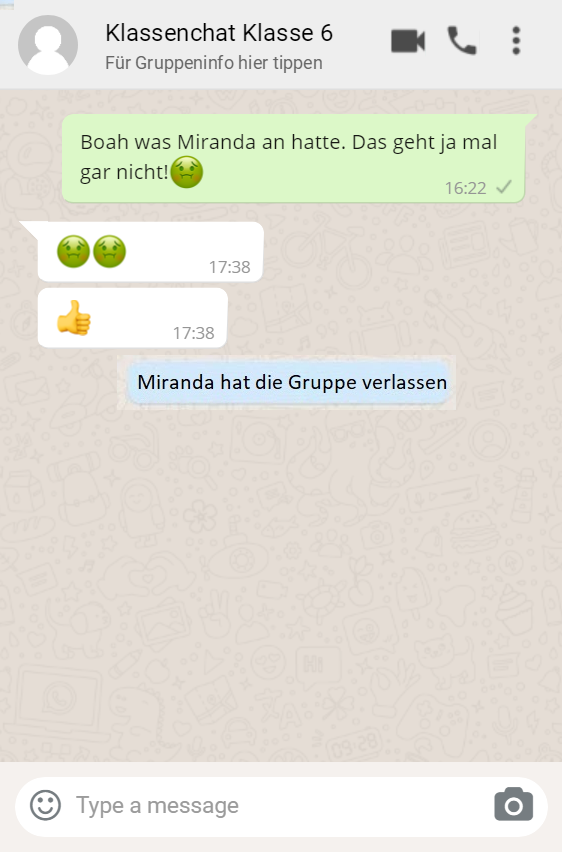 Klassenchat Klasse 6
Für Gruppeninfo hier tippen
Boah was Miranda an hatte. Das geht ja mal
gar nicht!🤢
16:22
🤢🤢
17:38
👍
17:38
Miranda hat die Gruppe verlassen
Type a message